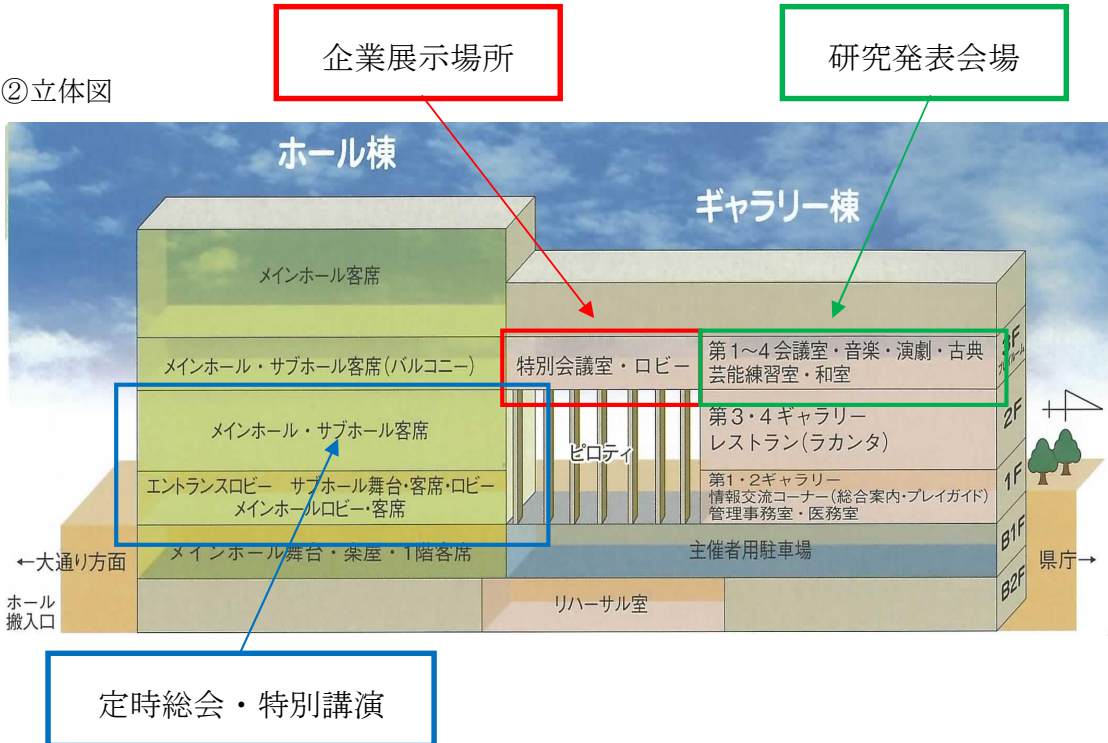 企業展示場所
研究発表会場
②立体図
ホール棟
ギャラリー棟
メインホール客席
メインホール・サブホール客席(バルコニー)
特別会議室・ロビー
第1~4会議室・音楽・演劇・古典
芸能練習室・和室
3F
メインホール・サブホール客席
ピロティ
第3・4ギャラリー
レストラン(ラカンタ)
2F
エントランスロビー サブホール舞台・客席・ロビー
メインホールロビー・客席
第1・2ギャラリー
情報交流コーナー(総合案内・プレイガイド)
管理事務室・医務室
1F
メインホール舞台・楽屋・1階客席
主催者用駐車場
B1F
←大通り方面
県庁→
ホール
搬入口
リハーサル室
B2F
定時総会・特別講演